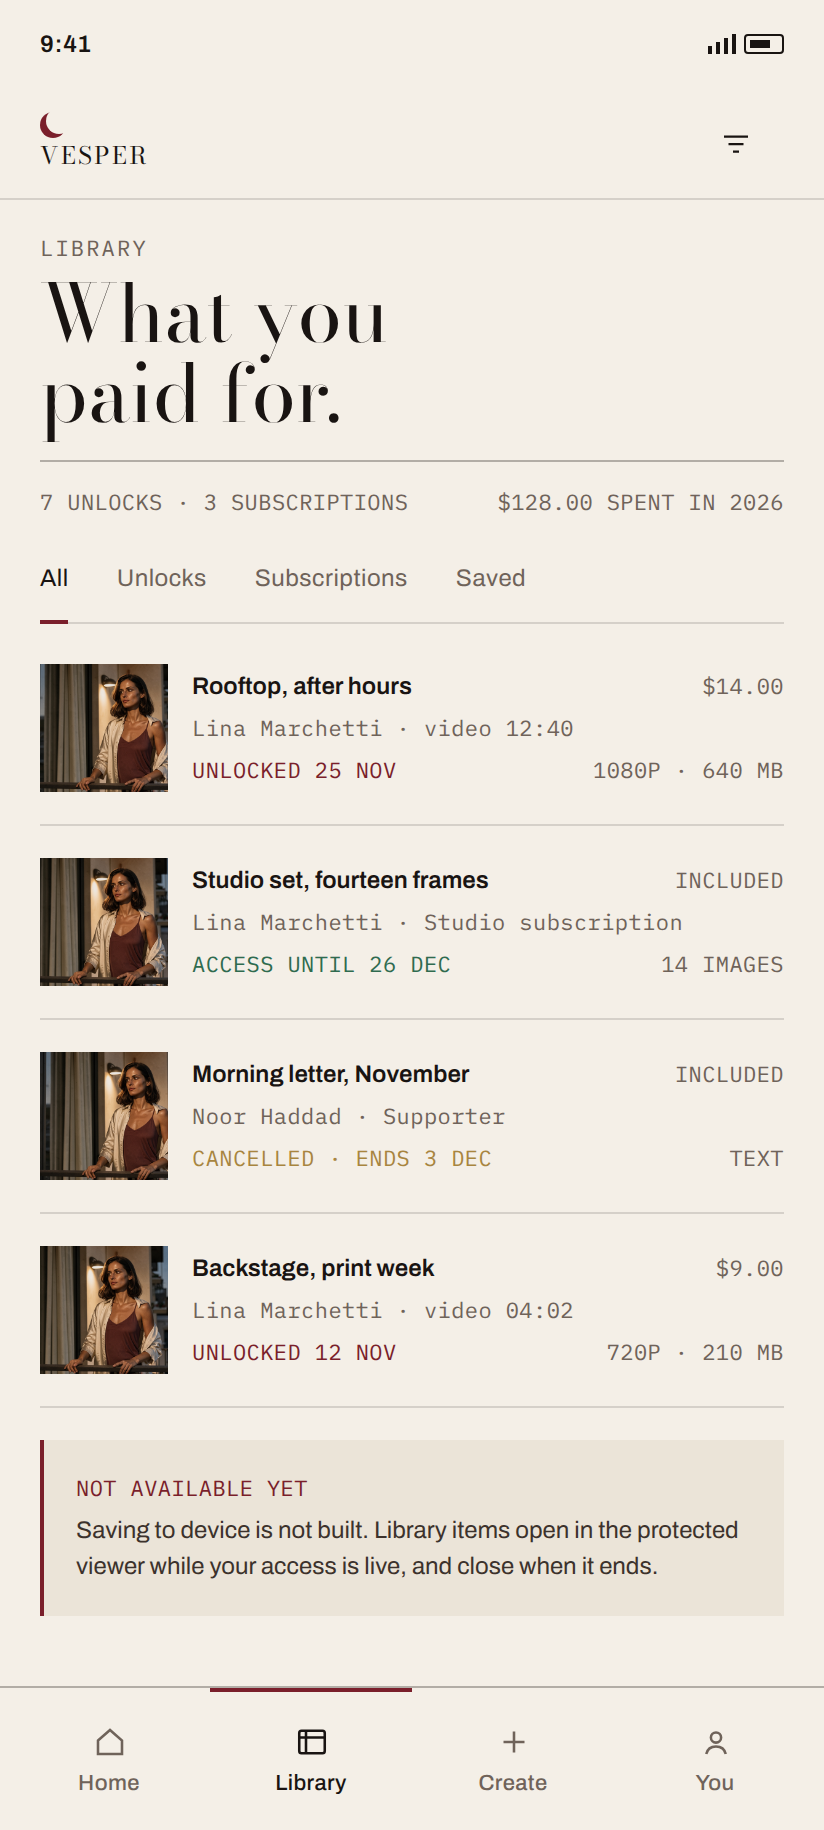 9:41
VESPER
LIBRARY
What you
paid for.
7 UNLOCKS · 3 SUBSCRIPTIONS $128.00 SPENT IN 2026
All Unlocks Subscriptions Saved
Rooftop, after hours $14.00
Lina Marchetti · video 12:40
UNLOCKED 25 NOV 1080P · 640 MB
Studio set, fourteen frames INCLUDED
Lina Marchetti · Studio subscription
ACCESS UNTIL 26 DEC 14 IMAGES
Morning letter, November INCLUDED
Noor Haddad · Supporter
CANCELLED · ENDS 3 DEC TEXT
Backstage, print week $9.00
Lina Marchetti · video 04:02
UNLOCKED 12 NOV 720P · 210 MB
NOT AVAILABLE YET
Saving to device is not built. Library items open in the protected
viewer while your access is live, and close when it ends.
Home Library Create You